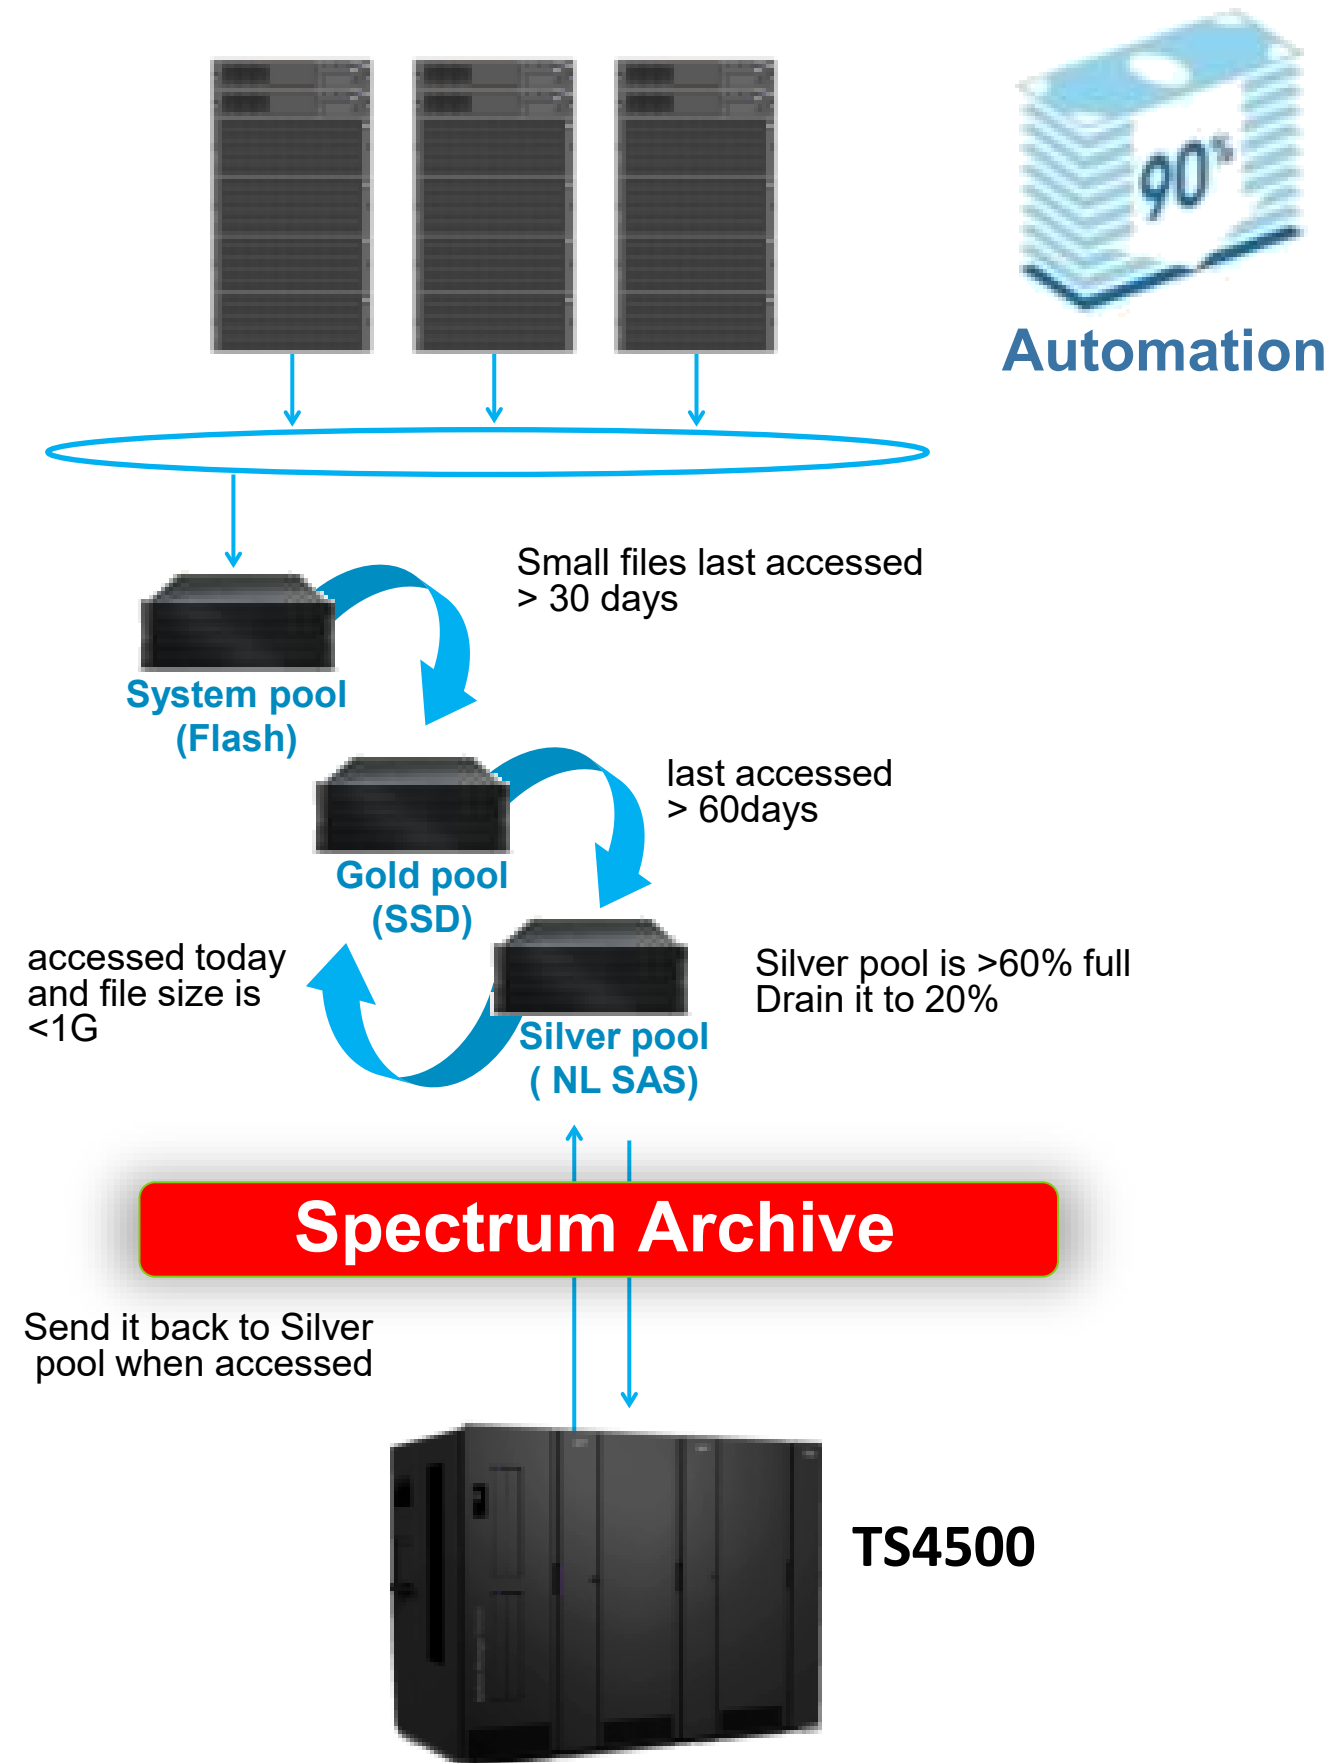 90%
Automation
Small files last accessed
> 30 days
System pool
(Flash)
last accessed
> 60days
Gold pool
(SSD)
accessed today
and file size is
<1G
Silver pool is >60% full
Drain it to 20%
Silver pool
( NL SAS)
Spectrum Archive
Send it back to Silver
pool when accessed
TS4500